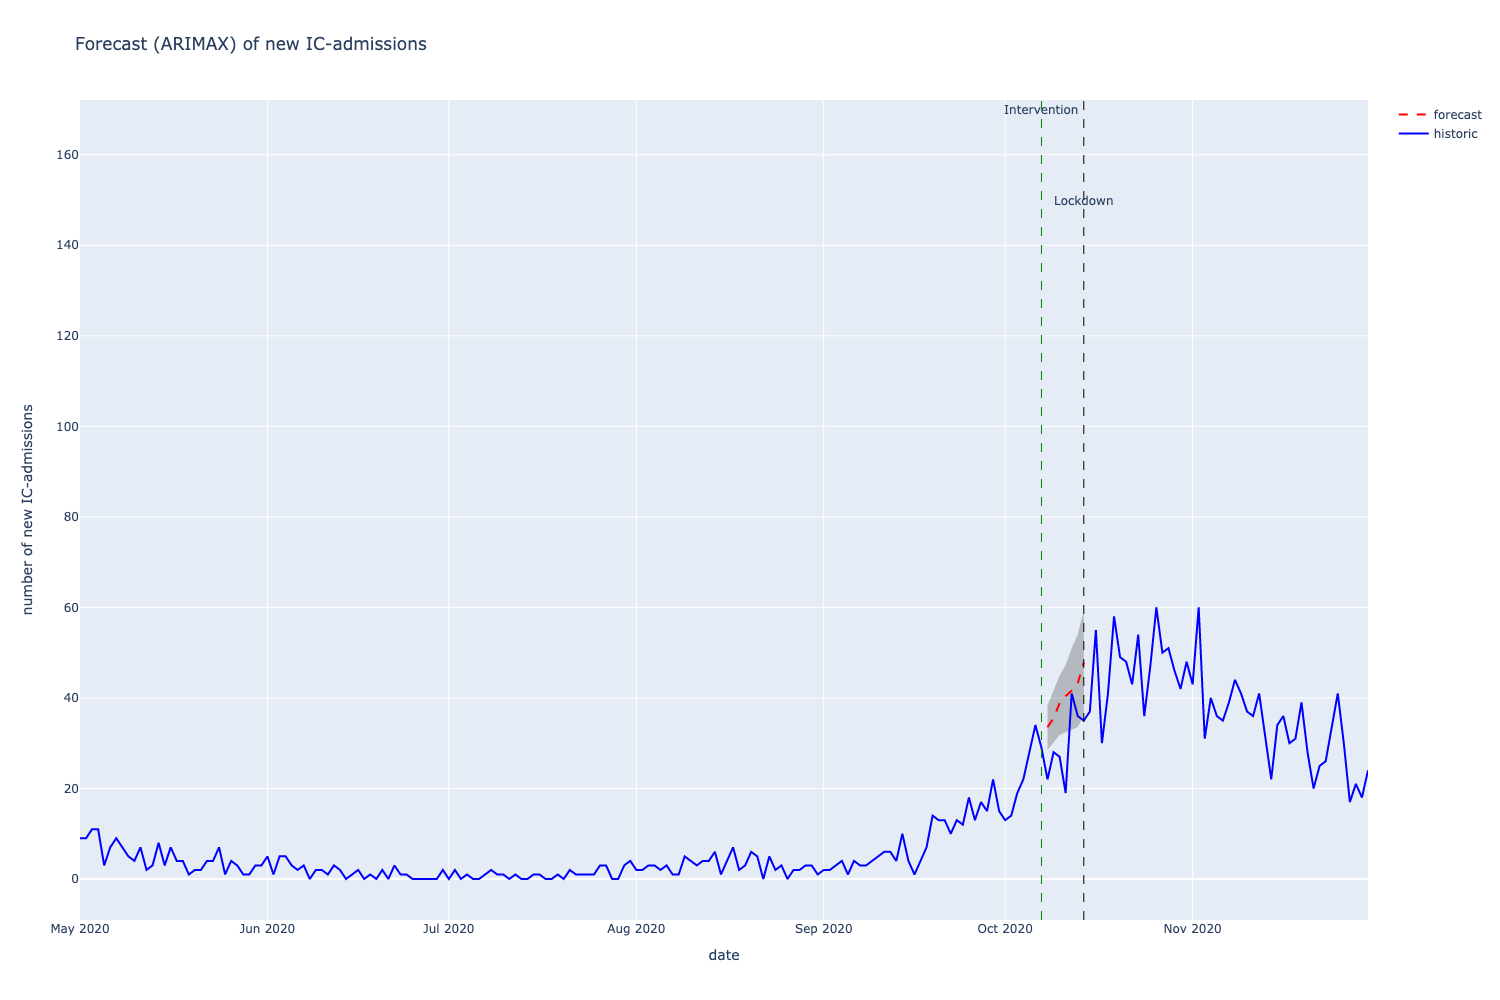 Forecast (ARIMAX) of new IC-admissions
Intervention
forecast
historic
Lockdown
160
140
120
100
80
60
40
20
0
number of new IC-admissions
May 2020
Jun 2020
Jul 2020
Aug 2020
Sep 2020
Oct 2020
Nov 2020
date